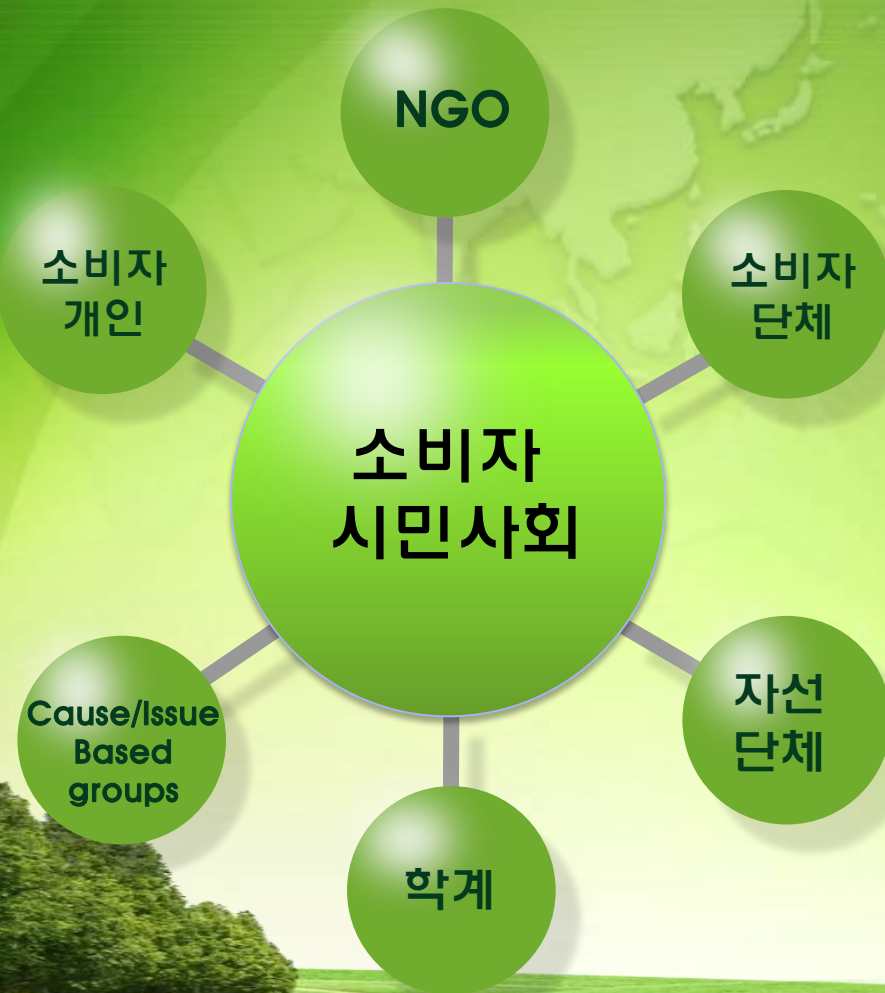 NGO
소비자
개인
소비자
단체
소비자
시민사회
Cause/Issue
Based
groups
자선
단체
학계